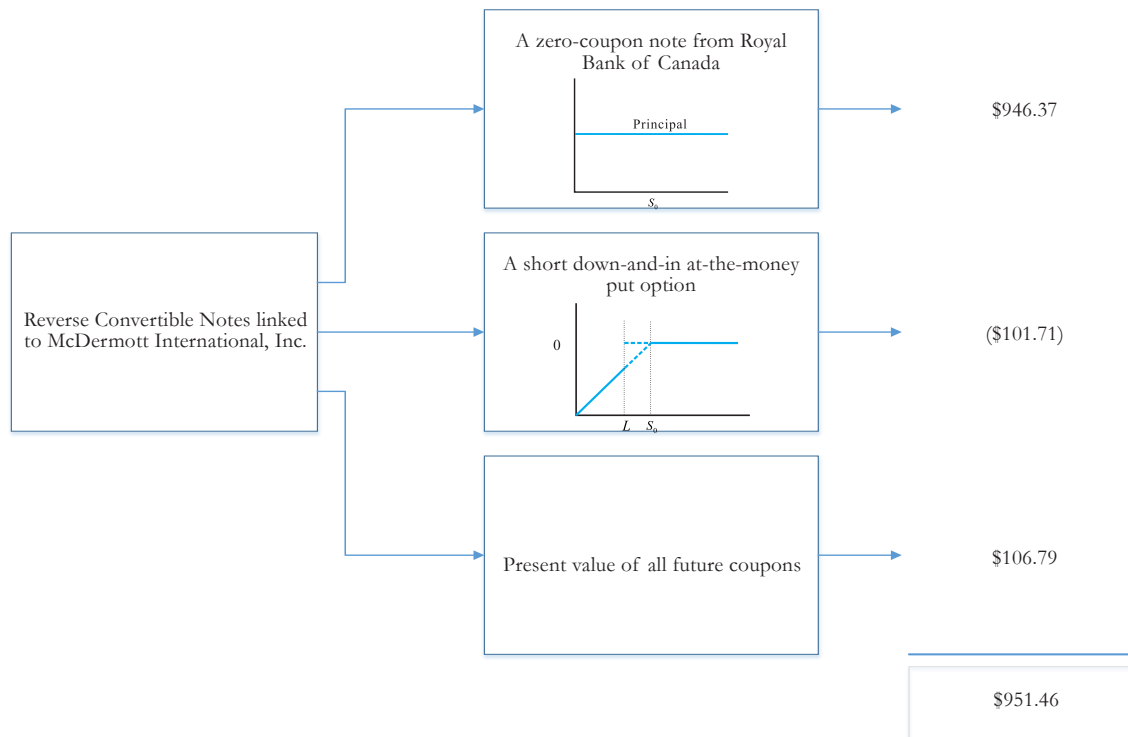 A zero-coupon note from Royal
Bank of Canada
Principal
S₀
$946.37
Reverse Convertible Notes linked
to McDermott International, Inc.
A short down-and-in at-the-money
put option
0
L S₀
($101.71)
Present value of all future coupons
$106.79
$951.46